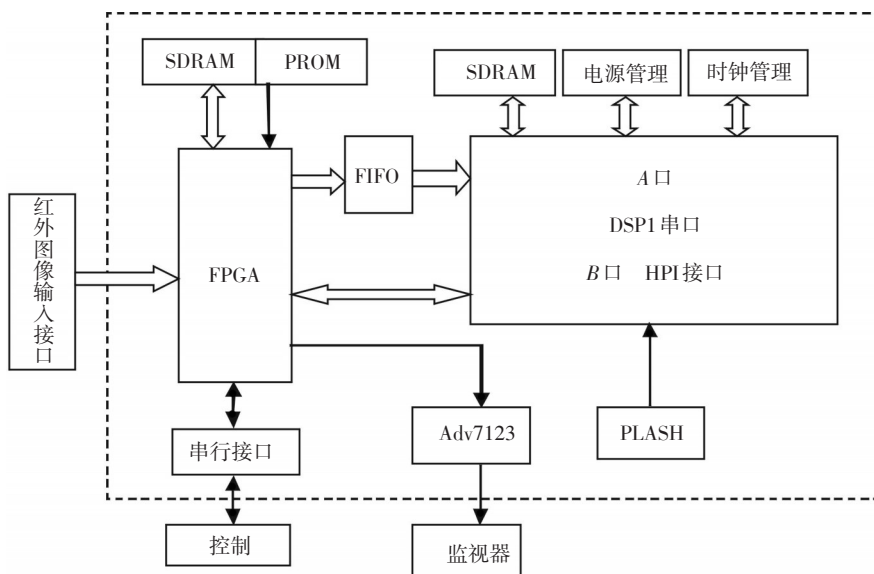 SDRAM
PROM
SDRAM
电源管理
时钟管理
红外图像输入接口
FPGA
FIFO
A口
DSP1串口
B口 HPI接口
串行接口
Adv7123
PLASH
控制
监视器